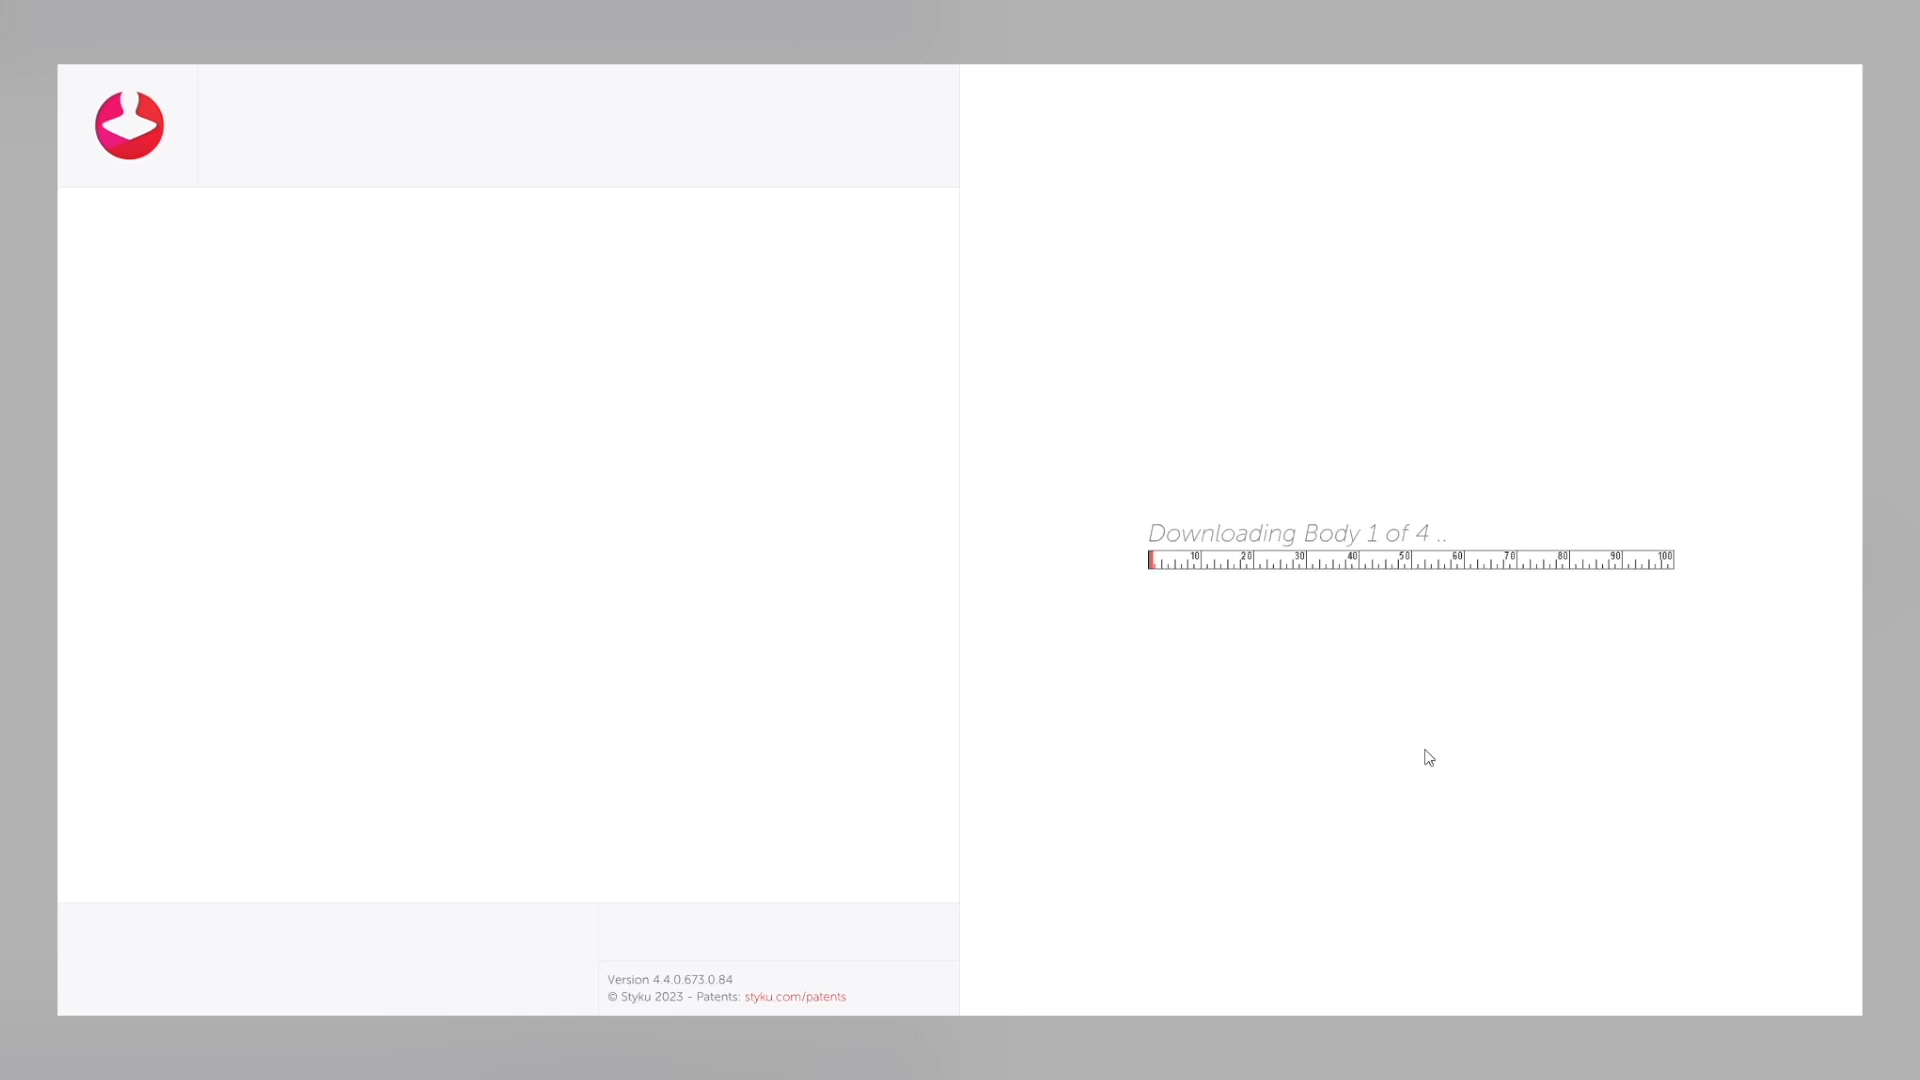 Downloading Body 1 of 4 ..
10 20 30 40 50 60 70 80 90 100
Version 4.4.0.673.0.84
© Styku 2023 - Patents: styku.com/patents